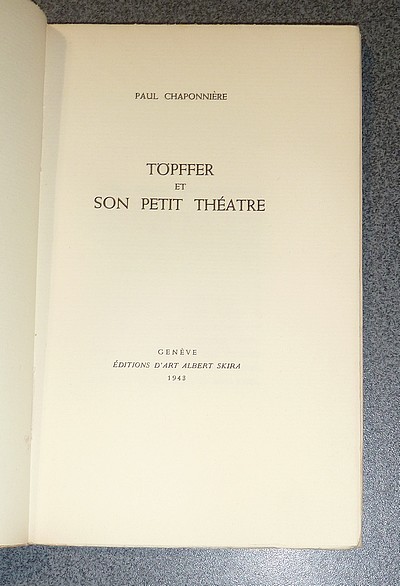 PAUL CHAPONNIÈRE
TÖPFFER
ET
SON PETIT THÉATRE
GENÈVE
ÉDITIONS D'ART ALBERT SKIRA
1943